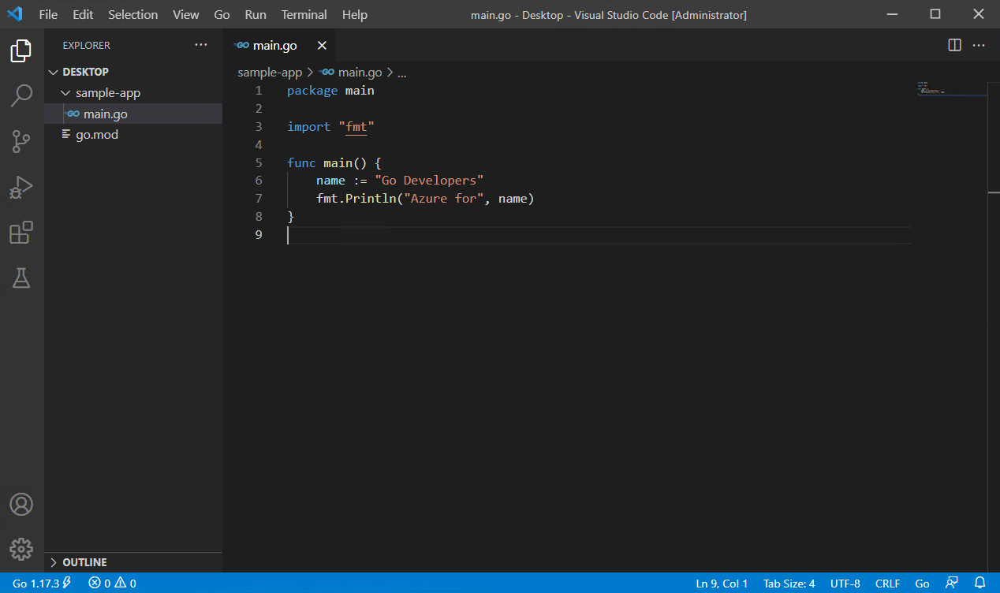 File Edit Selection View Go Run Terminal Help main.go - Desktop - Visual Studio Code [Administrator]
EXPLORER
DESKTOP
sample-app
main.go
go.mod
OUTLINE
main.go
sample-app > main.go > ...
1 package main
2
3 import "fmt"
4
5 func main() {
6 name := "Go Developers"
7 fmt.Println("Azure for", name)
8 }
9
Go 1.17.3 0 0 Ln 9, Col 1 Tab Size: 4 UTF-8 CRLF Go